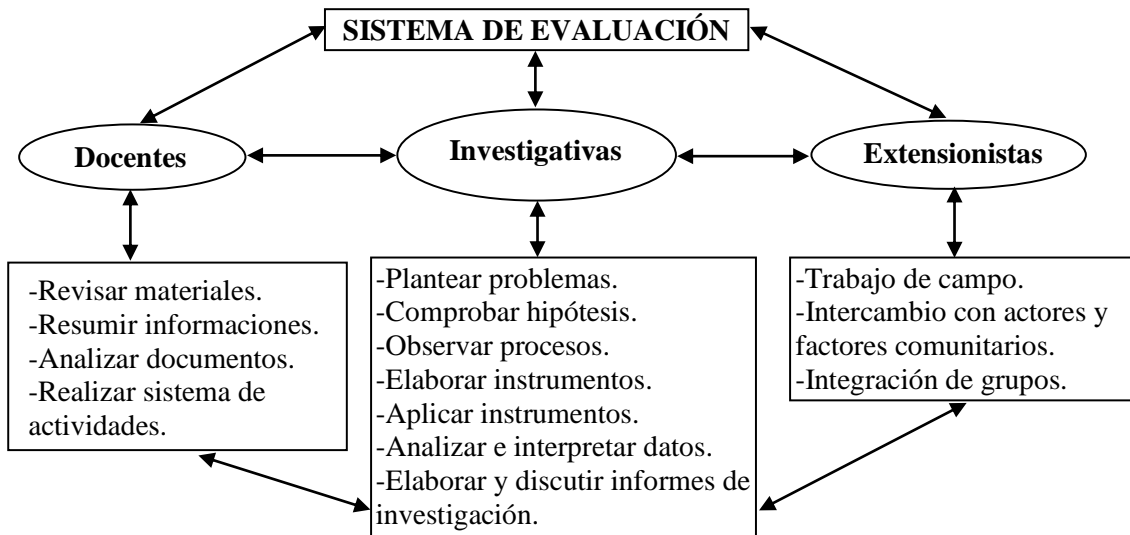 SISTEMA DE EVALUACIÓN
Docentes
Investigativas
Extensionistas
-Revisar materiales.
-Resumir informaciones.
-Analizar documentos.
-Realizar sistema de
actividades.
-Plantear problemas.
-Comprobar hipótesis.
-Observar procesos.
-Elaborar instrumentos.
-Aplicar instrumentos.
-Analizar e interpretar datos.
-Elaborar y discutir informes de
investigación.
-Trabajo de campo.
-Intercambio con actores y
factores comunitarios.
-Integración de grupos.